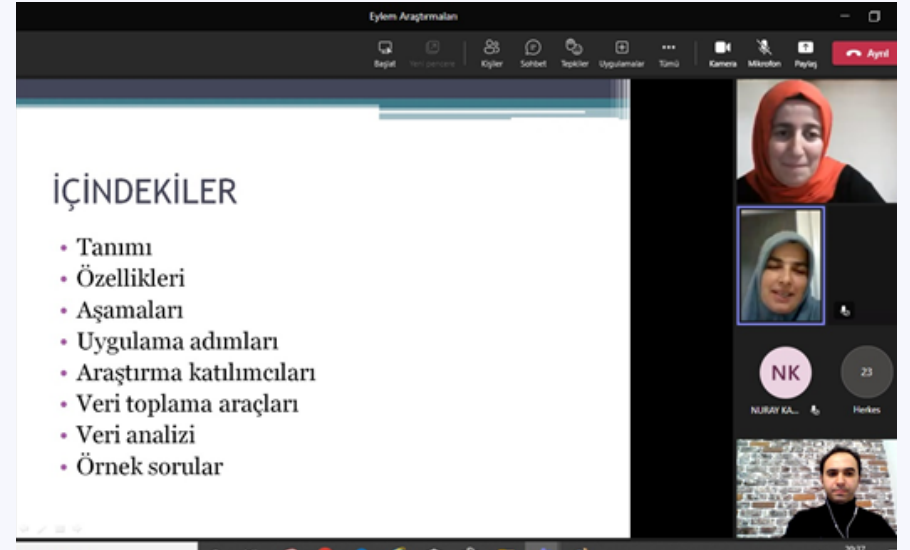 Eylem Araştırmaları
Başlat
Kişiler
Sohbet
Tepkiler
Uygulamalar
Tümü
Kamera
Mikrofon
Paylaş
Ayrıl
İÇİNDEKİLER
• Tanımı
• Özellikleri
• Aşamaları
• Uygulama adımları
• Araştırma katılımcıları
• Veri toplama araçları
• Veri analizi
• Örnek sorular
NK
NURAY KA...
23
Herkes